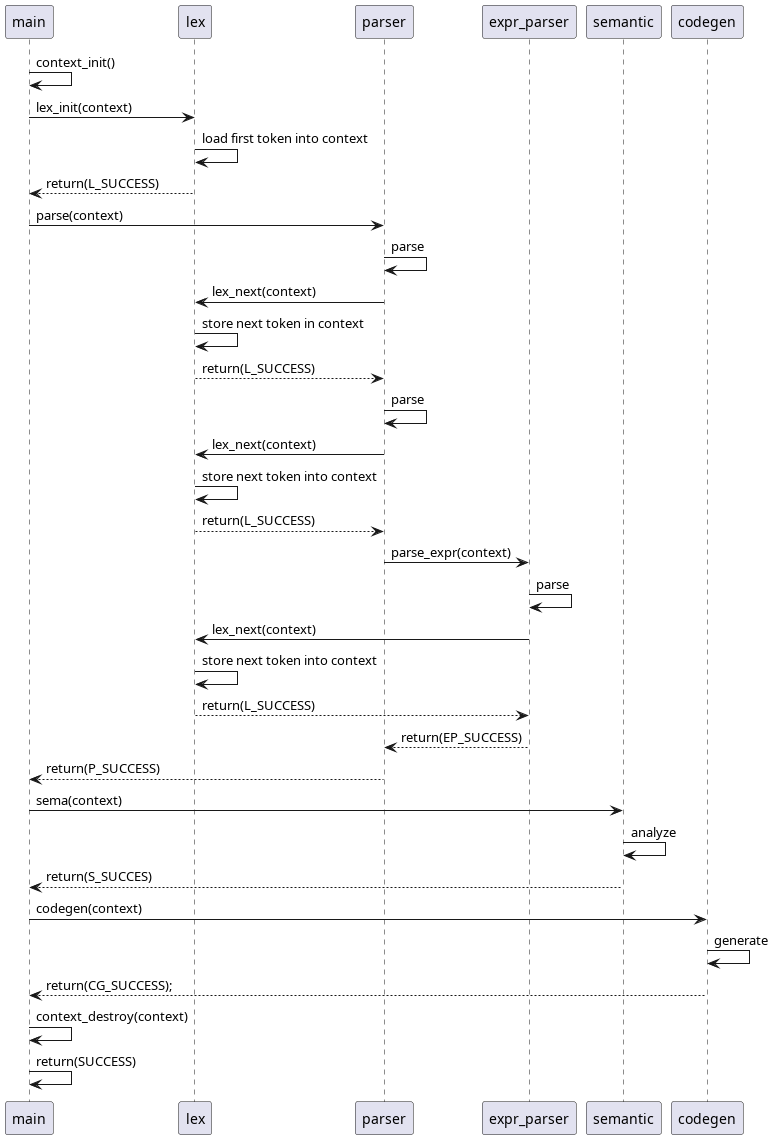 main lex parser expr_parser semantic codegen
context_init()
lex_init(context)
load first token into context
return(L_SUCCESS)
parse(context)
parse
lex_next(context)
store next token in context
return(L_SUCCESS)
parse
lex_next(context)
store next token into context
return(L_SUCCESS)
parse_expr(context)
parse
lex_next(context)
store next token into context
return(L_SUCCESS)
return(EP_SUCCESS)
return(P_SUCCESS)
sema(context)
analyze
return(S_SUCCES)
codegen(context)
generate
return(CG_SUCCESS);
context_destroy(context)
return(SUCCESS)
main lex parser expr_parser semantic codegen